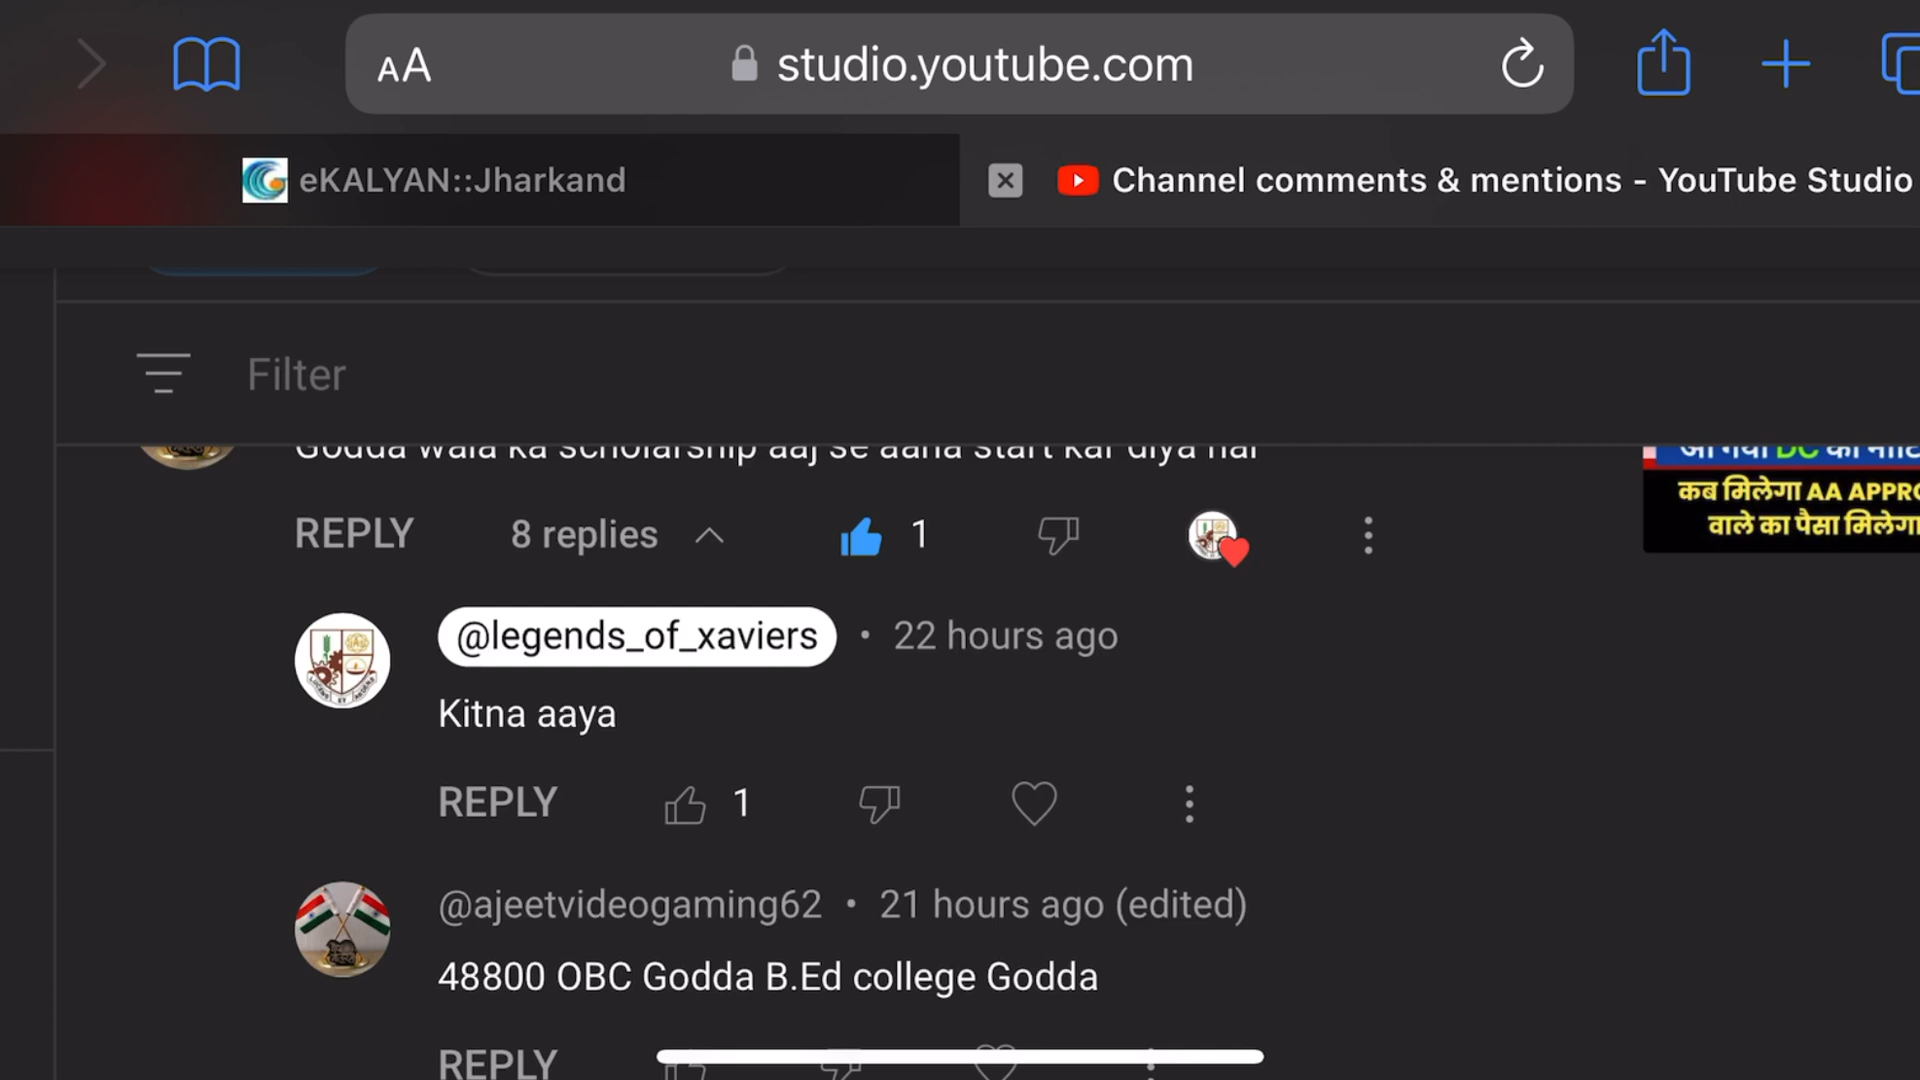 AA studio.youtube.com
eKALYAN::Jharkand
Channel comments & mentions - YouTube Studio
Filter
Godda wala ka scholarship aaj se aana start kar diya hai
REPLY 8 replies 1
@legends_of_xaviers • 22 hours ago
Kitna aaya
REPLY 1
@ajeetvideogaming62 • 21 hours ago (edited)
48800 OBC Godda B.Ed college Godda
REPLY
आ गया DC का
कब मिलेगा AA
वाले का पैसा मिलेगा